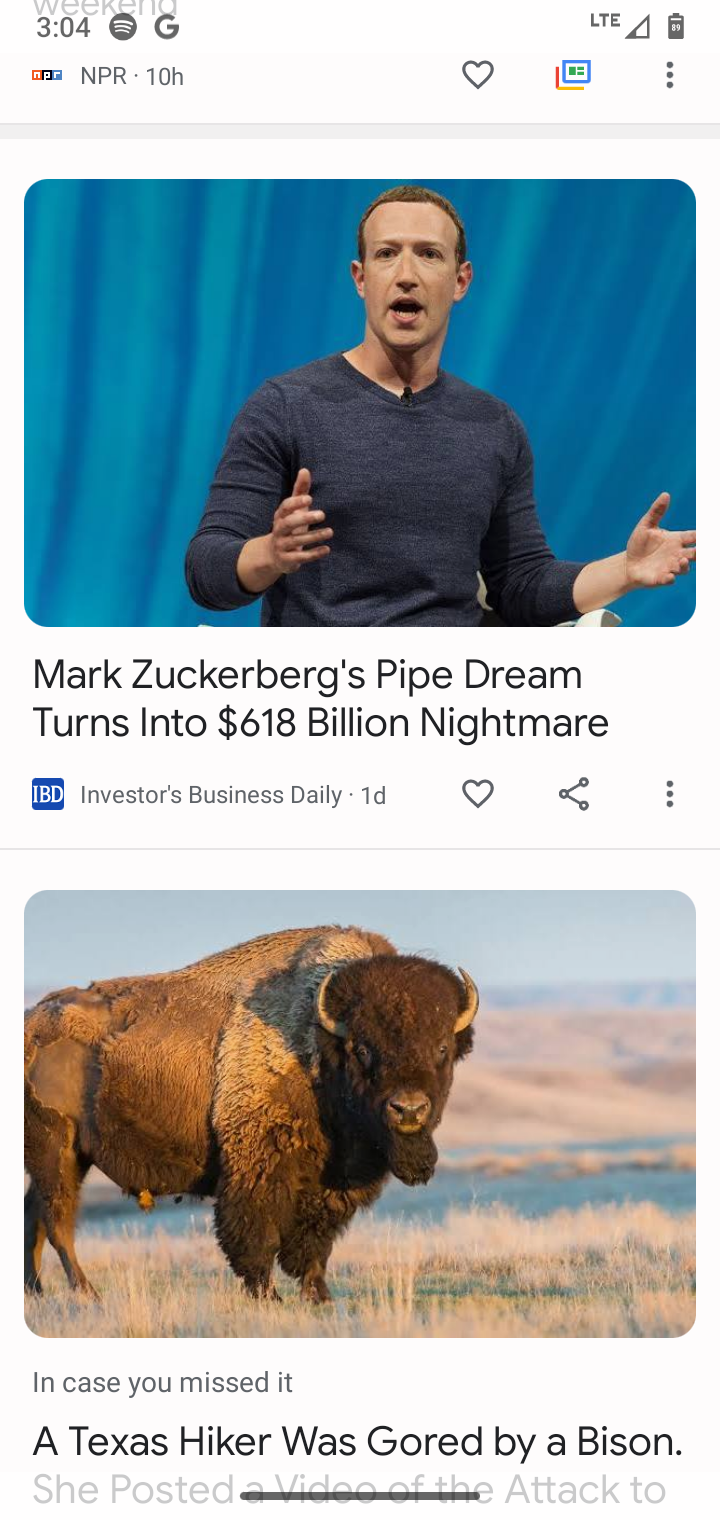 weekend
3:04 G LTE 89
npr NPR · 10h
Mark Zuckerberg's Pipe Dream
Turns Into $618 Billion Nightmare
IBD Investor's Business Daily · 1d
In case you missed it
A Texas Hiker Was Gored by a Bison.
She Posted a Video of the Attack to